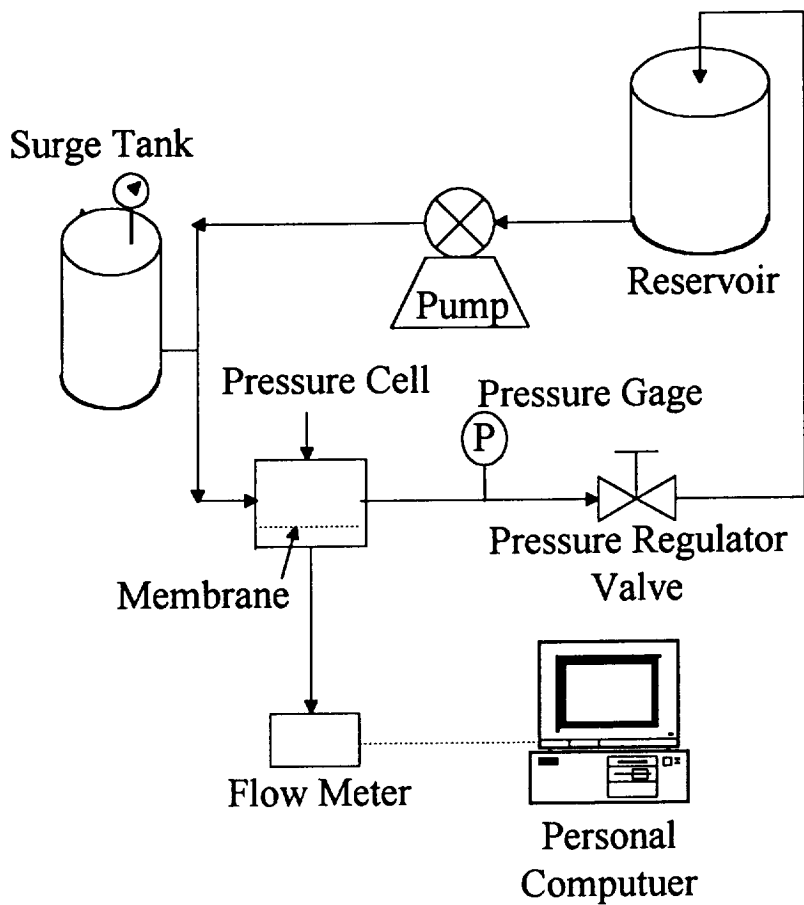 Surge Tank
Reservoir
Pump
Pressure Cell
Pressure Gage
P
Pressure Regulator
Valve
Membrane
Flow Meter
Personal
Computuer